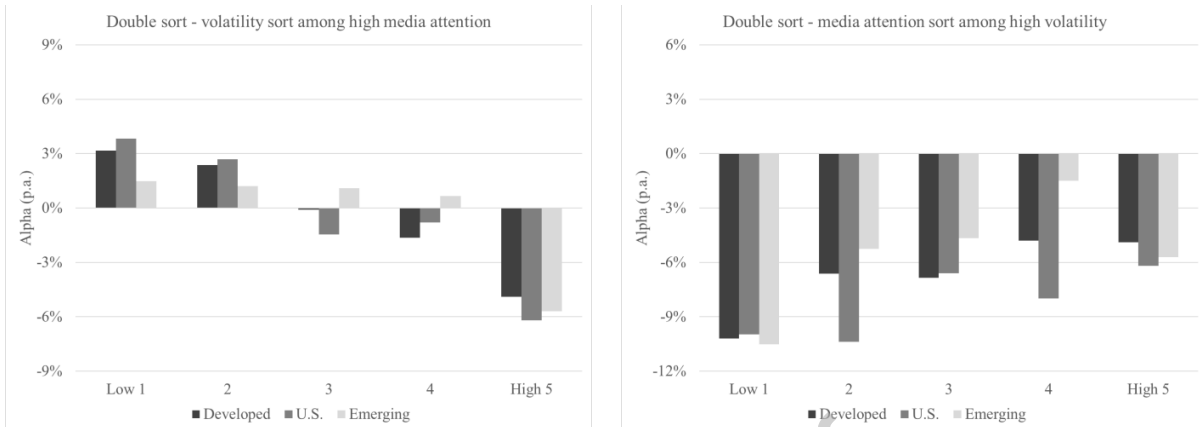 Double sort - volatility sort among high media attention
9%
6%
3%
0%
-3%
-6%
-9%
Alpha (p.a.)
Low 1 2 3 4 High 5
Developed U.S. Emerging
Double sort - media attention sort among high volatility
6%
3%
0%
-3%
-6%
-9%
-12%
Alpha (p.a.)
Low 1 2 3 4 High 5
Developed U.S. Emerging